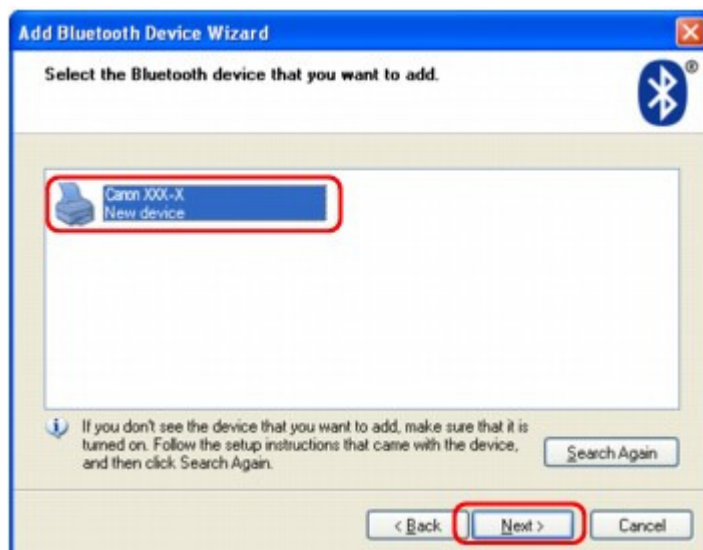 Add Bluetooth Device Wizard
Select the Bluetooth device that you want to add.
®
Canon XXX-X
New device
If you don't see the device that you want to add, make sure that it is
turned on. Follow the setup instructions that came with the device,
and then click Search Again.
Search Again
< Back
Next >
Cancel